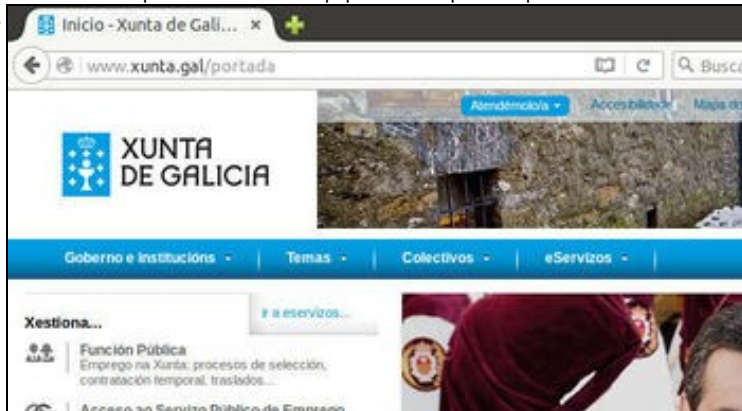 Inicio - Xunta de Gali...
www.xunta.gal/portada
Busca
Atendémolo/a
Accesibilidade
Mapa do
XUNTA
DE GALICIA
Goberno e institucións
Temas
Colectivos
eServizos
Xestiona...
ir a eservizos...
Función Pública
Emprego na Xunta: procesos de selección,
contratación temporal, traslados...
Acceso ao Servizo Público de Emprego